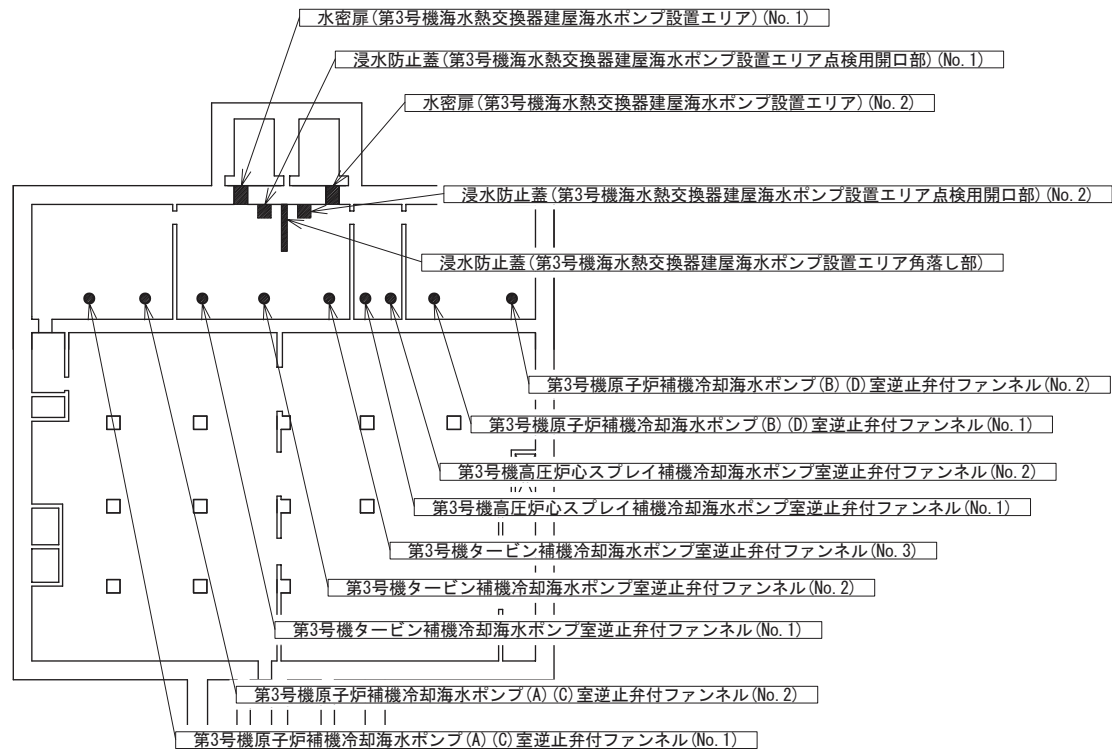 水密扉(第3号機海水熱交換器建屋海水ポンプ設置エリア)(No.1)
浸水防止蓋(第3号機海水熱交換器建屋海水ポンプ設置エリア点検用開口部)(No.1)
水密扉(第3号機海水熱交換器建屋海水ポンプ設置エリア)(No.2)
浸水防止蓋(第3号機海水熱交換器建屋海水ポンプ設置エリア点検用開口部)(No.2)
浸水防止蓋(第3号機海水熱交換器建屋海水ポンプ設置エリア角落し部)
第3号機原子炉補機冷却海水ポンプ(B)(D)室逆止弁付ファンネル(No.2)
第3号機原子炉補機冷却海水ポンプ(B)(D)室逆止弁付ファンネル(No.1)
第3号機高圧炉心スプレイ補機冷却海水ポンプ室逆止弁付ファンネル(No.2)
第3号機高圧炉心スプレイ補機冷却海水ポンプ室逆止弁付ファンネル(No.1)
第3号機タービン補機冷却海水ポンプ室逆止弁付ファンネル(No.3)
第3号機タービン補機冷却海水ポンプ室逆止弁付ファンネル(No.2)
第3号機タービン補機冷却海水ポンプ室逆止弁付ファンネル(No.1)
第3号機原子炉補機冷却海水ポンプ(A)(C)室逆止弁付ファンネル(No.2)
第3号機原子炉補機冷却海水ポンプ(A)(C)室逆止弁付ファンネル(No.1)